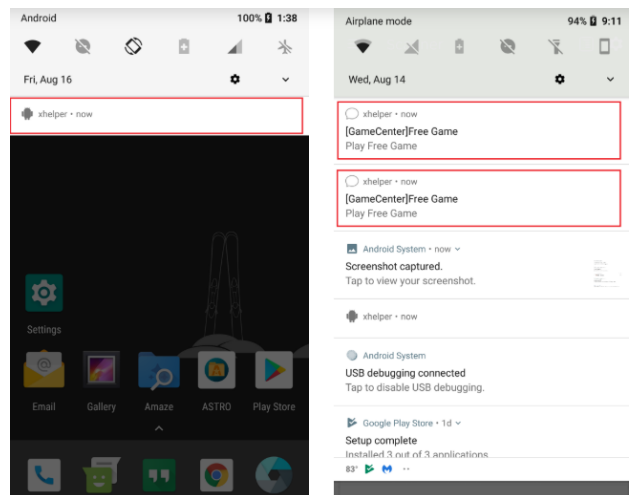 Android
100% 1:38
Fri, Aug 16
xhelper • now
Settings
Email
Gallery
Amaze
ASTRO
Play Store
Airplane mode
94% 9:11
Wed, Aug 14
xhelper • now
[GameCenter]Free Game
Play Free Game
xhelper • now
[GameCenter]Free Game
Play Free Game
Android System • now
Screenshot captured.
Tap to view your screenshot.
xhelper • now
Android System
USB debugging connected
Tap to disable USB debugging.
Google Play Store • 1d
Setup complete
Installed 3 out of 3 applications
83°